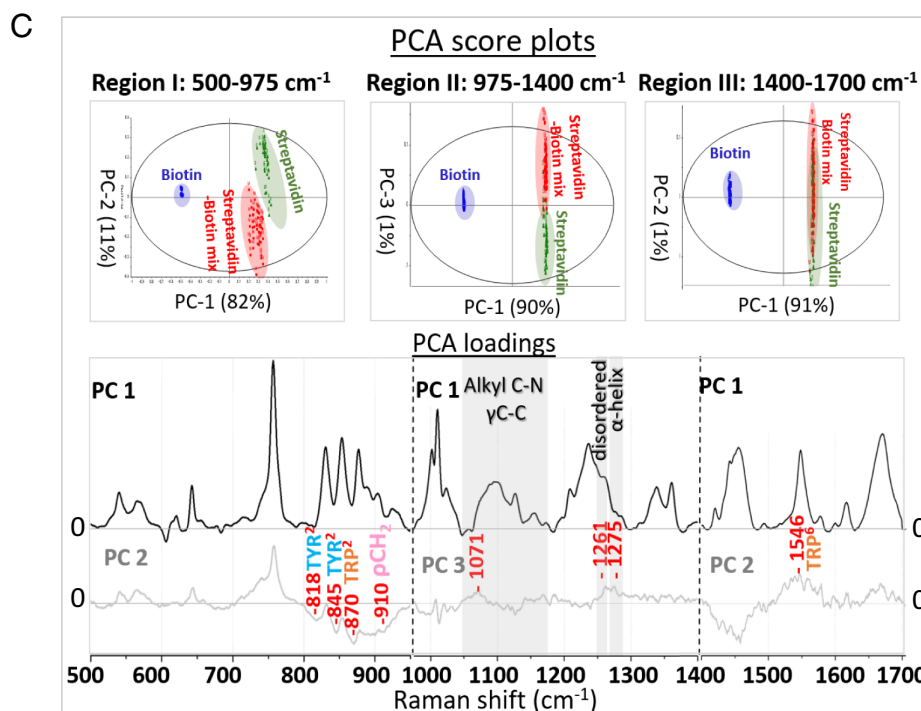 C
PCA score plots
Region I: 500-975 cm⁻¹
Region II: 975-1400 cm⁻¹
Region III: 1400-1700 cm⁻¹
PC-2 (11%)
Biotin
Streptavidin
-Biotin mix
Streptavidin
PC-1 (82%)
PC-3 (1%)
Biotin
Streptavidin
-Biotin mix
Streptavidin
PC-1 (90%)
PC-2 (1%)
Biotin
Streptavidin
Biotin mix
Streptavidin
PC-1 (91%)
PCA loadings
PC 1
PC 1
Alkyl C-N
γC-C
disordered
α-helix
PC 1
0
0
PC 2
-818 TYR²
-845 TYR²
-870 TRP²
-910 ρCH₂²
PC 3
- 1071
-1261
- 1275
PC 2
- 1546
TRP⁶
0
0
500 600 700 800 900 1000 1100 1200 1300 1400 1500 1600 1700
Raman shift (cm⁻¹)